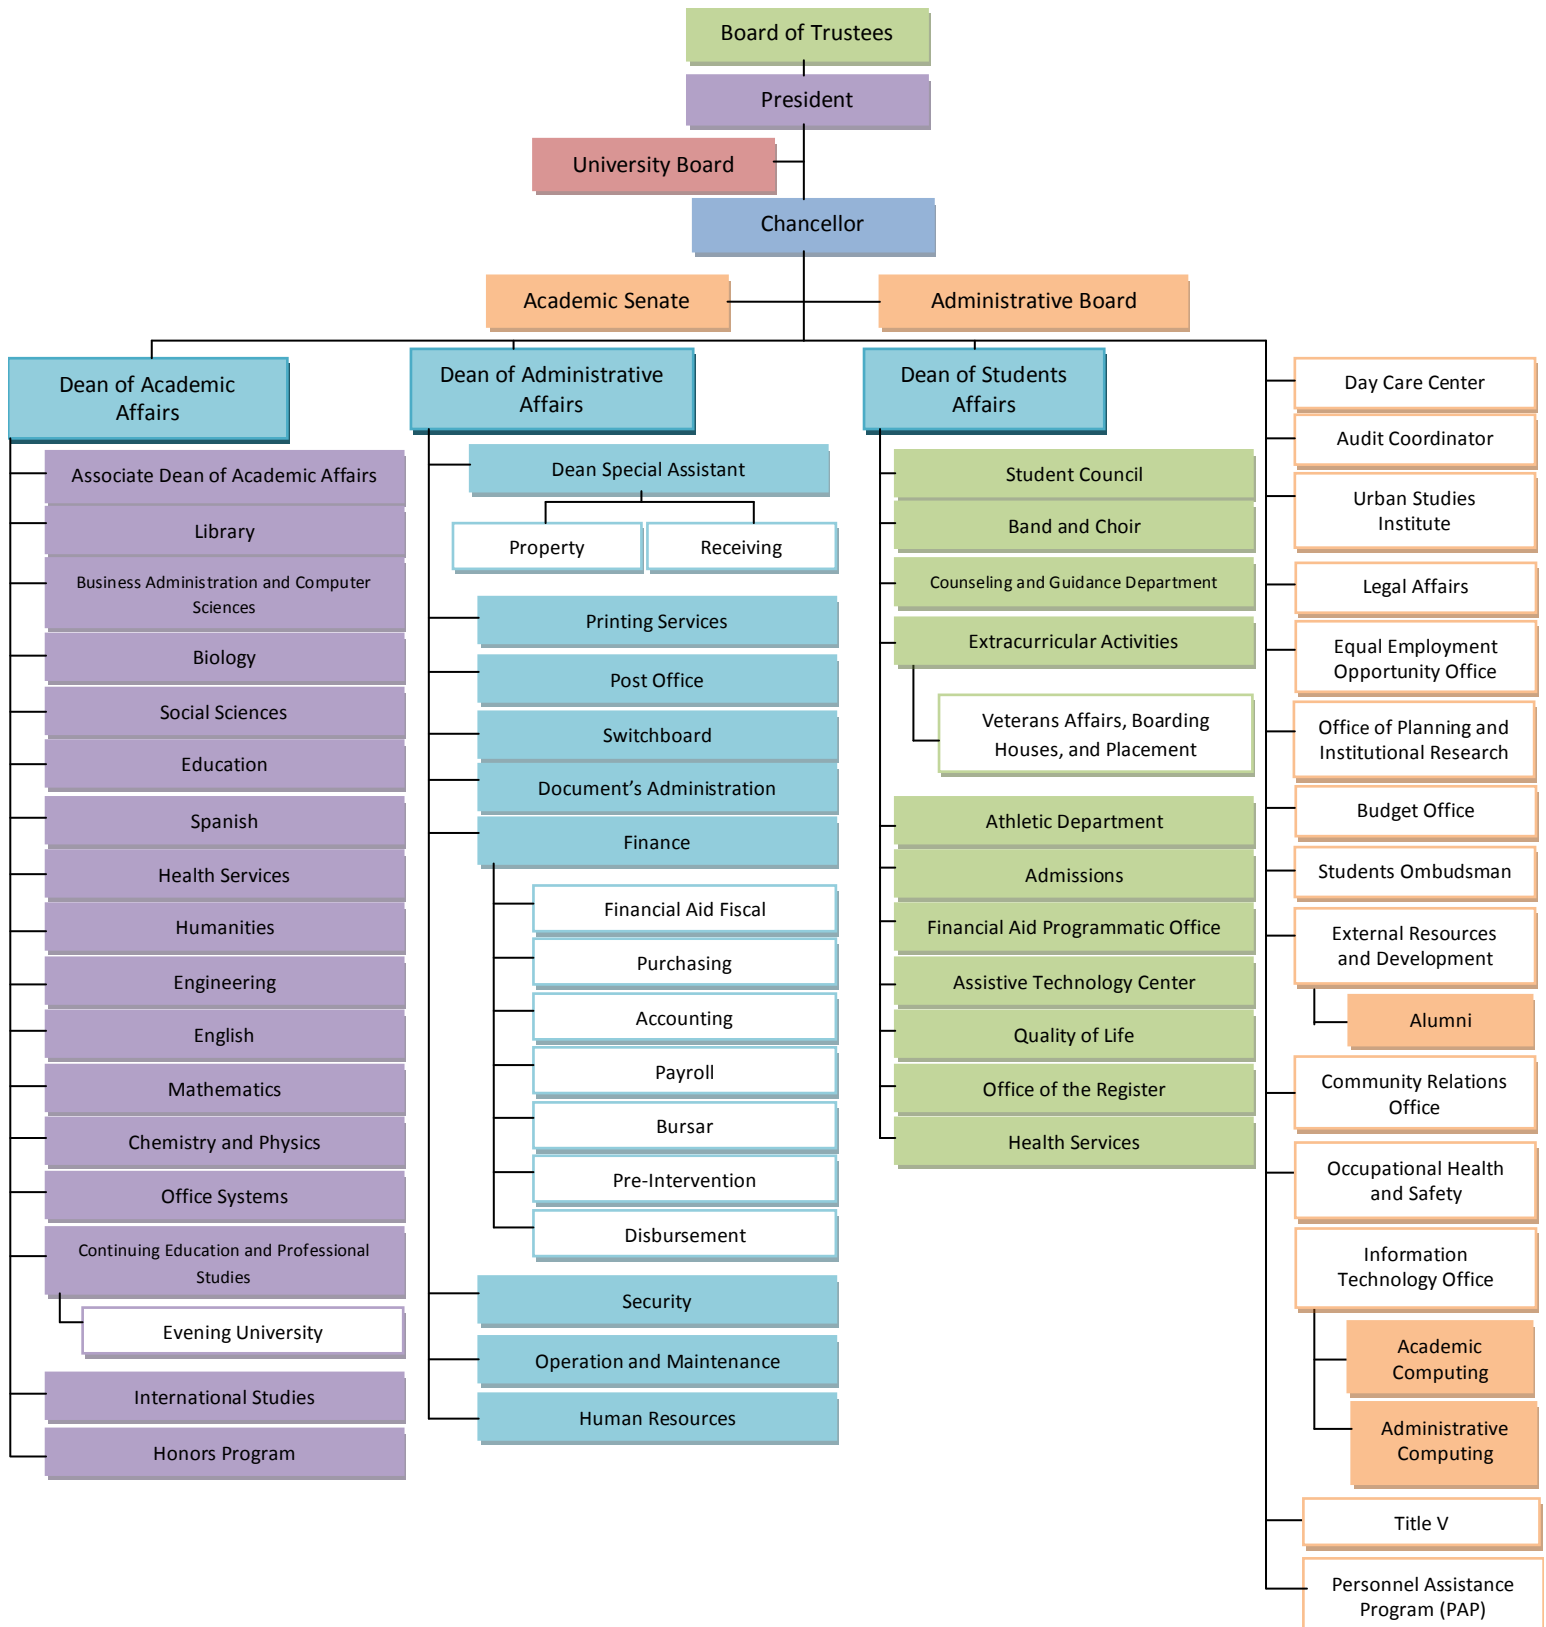 Board of Trustees
President
University Board
Chancellor
Academic Senate
Administrative Board
Dean of Academic
Affairs
Associate Dean of Academic Affairs
Library
Business Administration and Computer
Sciences
Biology
Social Sciences
Education
Spanish
Health Services
Humanities
Engineering
English
Mathematics
Chemistry and Physics
Office Systems
Continuing Education and Professional
Studies
Evening University
International Studies
Honors Program
Dean of Administrative
Affairs
Dean Special Assistant
Property
Receiving
Printing Services
Post Office
Switchboard
Document’s Administration
Finance
Financial Aid Fiscal
Purchasing
Accounting
Payroll
Bursar
Pre-Intervention
Disbursement
Security
Operation and Maintenance
Human Resources
Dean of Students
Affairs
Student Council
Band and Choir
Counseling and Guidance Department
Extracurricular Activities
Veterans Affairs, Boarding
Houses, and Placement
Athletic Department
Admissions
Financial Aid Programmatic Office
Assistive Technology Center
Quality of Life
Office of the Register
Health Services
Day Care Center
Audit Coordinator
Urban Studies
Institute
Legal Affairs
Equal Employment
Opportunity Office
Office of Planning and
Institutional Research
Budget Office
Students Ombudsman
External Resources
and Development
Alumni
Community Relations
Office
Occupational Health
and Safety
Information
Technology Office
Academic
Computing
Administrative
Computing
Title V
Personnel Assistance
Program (PAP)